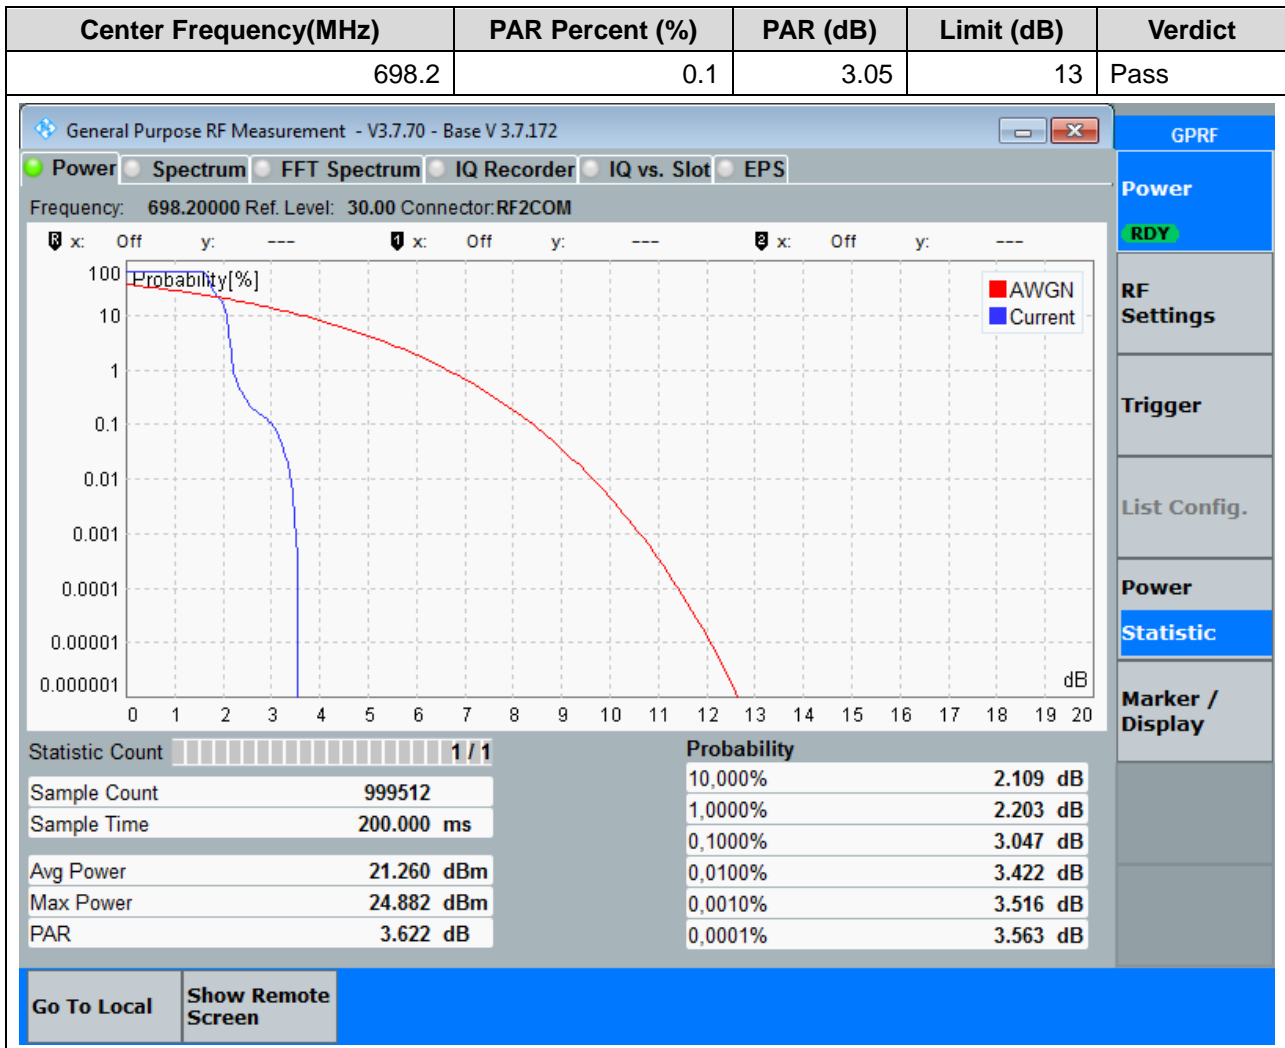 Center Frequency(MHz) PAR Percent (%) PAR (dB) Limit (dB) Verdict
698.2 0.1 3.05 13 Pass
General Purpose RF Measurement - V3.7.70 - Base V 3.7.172
GPRF
Power Spectrum FFT Spectrum IQ Recorder IQ vs. Slot EPS
Power
RDY
Frequency: 698.20000 Ref. Level: 30.00 Connector:RF2COM
R x: Off y: --- 1 x: Off y: --- 2 x: Off y: ---
Probability[%]
AWGN
Current
100
10
1
0.1
0.01
0.001
0.0001
0.00001
0.000001
dB
0 1 2 3 4 5 6 7 8 9 10 11 12 13 14 15 16 17 18 19 20
RF
Settings
Trigger
List Config.
Power
Statistic
Marker /
Display
Statistic Count 1 / 1
Sample Count 999512
Sample Time 200.000 ms
Avg Power 21.260 dBm
Max Power 24.882 dBm
PAR 3.622 dB
Probability
10,000% 2.109 dB
1,0000% 2.203 dB
0,1000% 3.047 dB
0,0100% 3.422 dB
0,0010% 3.516 dB
0,0001% 3.563 dB
Go To Local
Show Remote
Screen